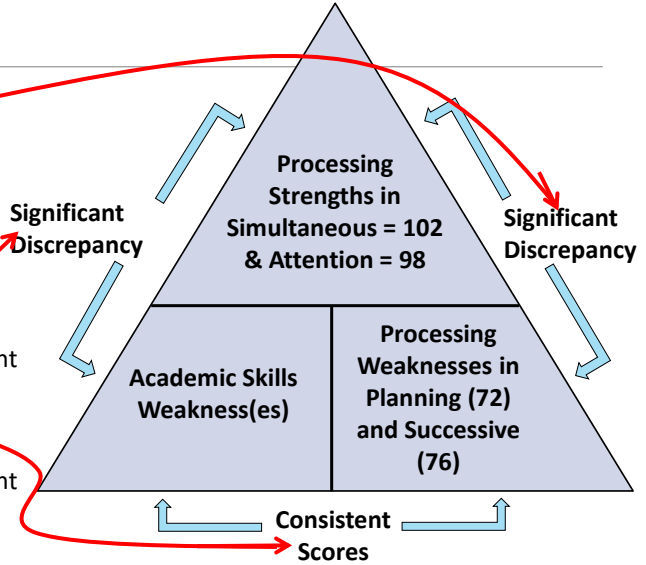 Processing
Strengths in
Simultaneous = 102
& Attention = 98
Significant
Discrepancy
Significant
Discrepancy
Academic Skills
Weakness(es)
Processing
Weaknesses in
Planning (72)
and Successive
(76)
Consistent
Scores